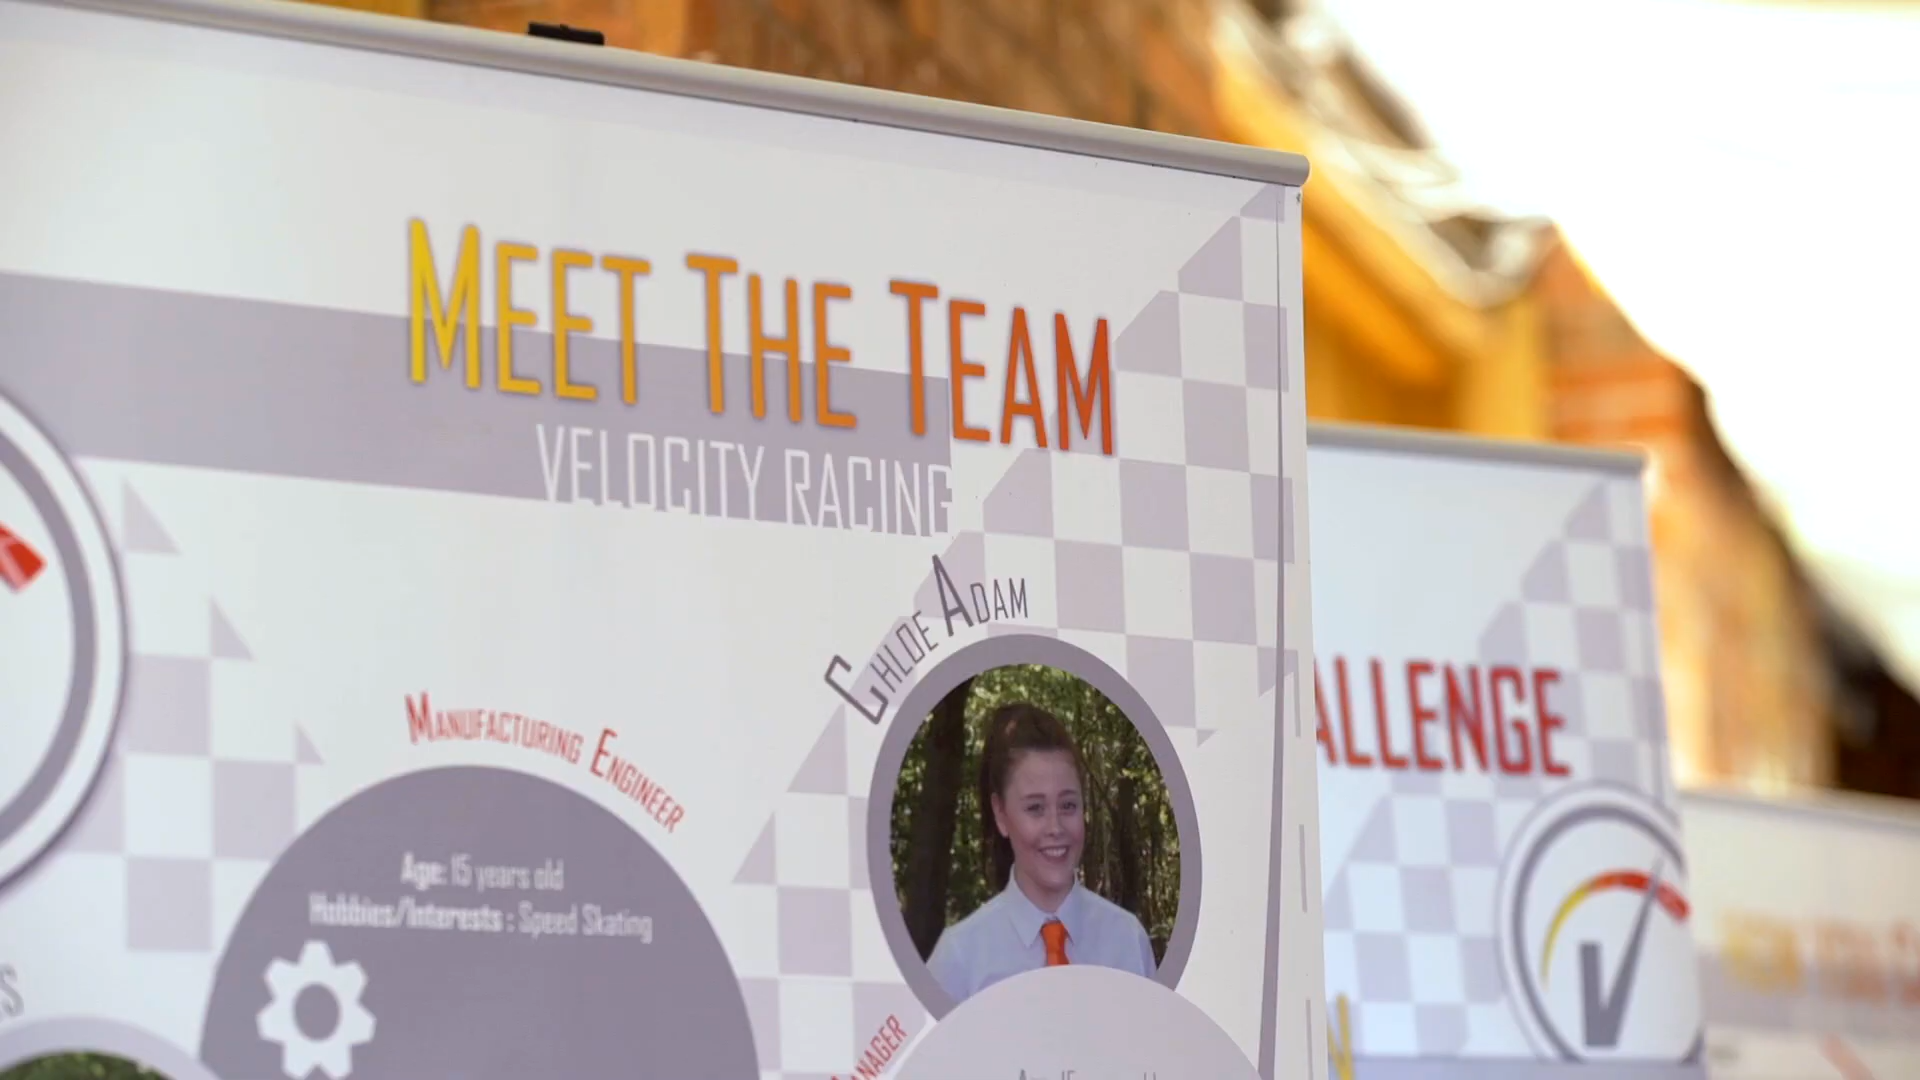 MEET THE TEAM
VELOCITY RACING
CHLOE ADAM
MANUFACTURING ENGINEER
Age: 15 years old
Hobbies/Interests : Speed Skating
ALLENGE
V